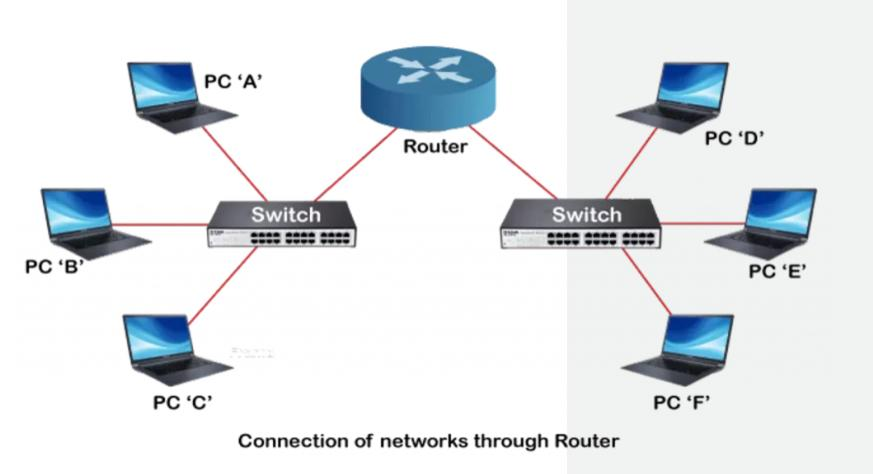 PC ‘A’
Router
PC ‘D’
Switch
Switch
PC ‘B’
PC ‘E’
PC ‘C’
PC ‘F’
Connection of networks through Router